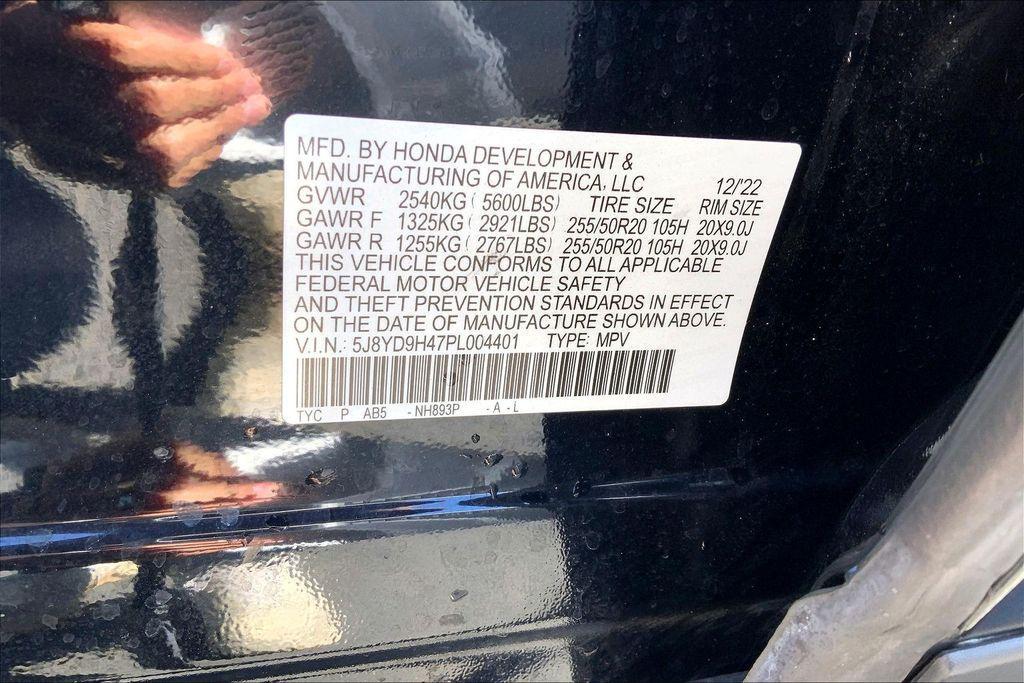 MFD. BY HONDA DEVELOPMENT &
MANUFACTURING OF AMERICA, LLC 12/'22
GVWR 2540KG ( 5600LBS) TIRE SIZE RIM SIZE
GAWR F 1325KG ( 2921LBS) 255/50R20 105H 20X9.0J
GAWR R 1255KG ( 2767LBS) 255/50R20 105H 20X9.0J
THIS VEHICLE CONFORMS TO ALL APPLICABLE
FEDERAL MOTOR VEHICLE SAFETY
AND THEFT PREVENTION STANDARDS IN EFFECT
ON THE DATE OF MANUFACTURE SHOWN ABOVE.
V.I.N.: 5J8YD9H47PL004401 TYPE: MPV
TYC P AB5 - NH893P - A - L